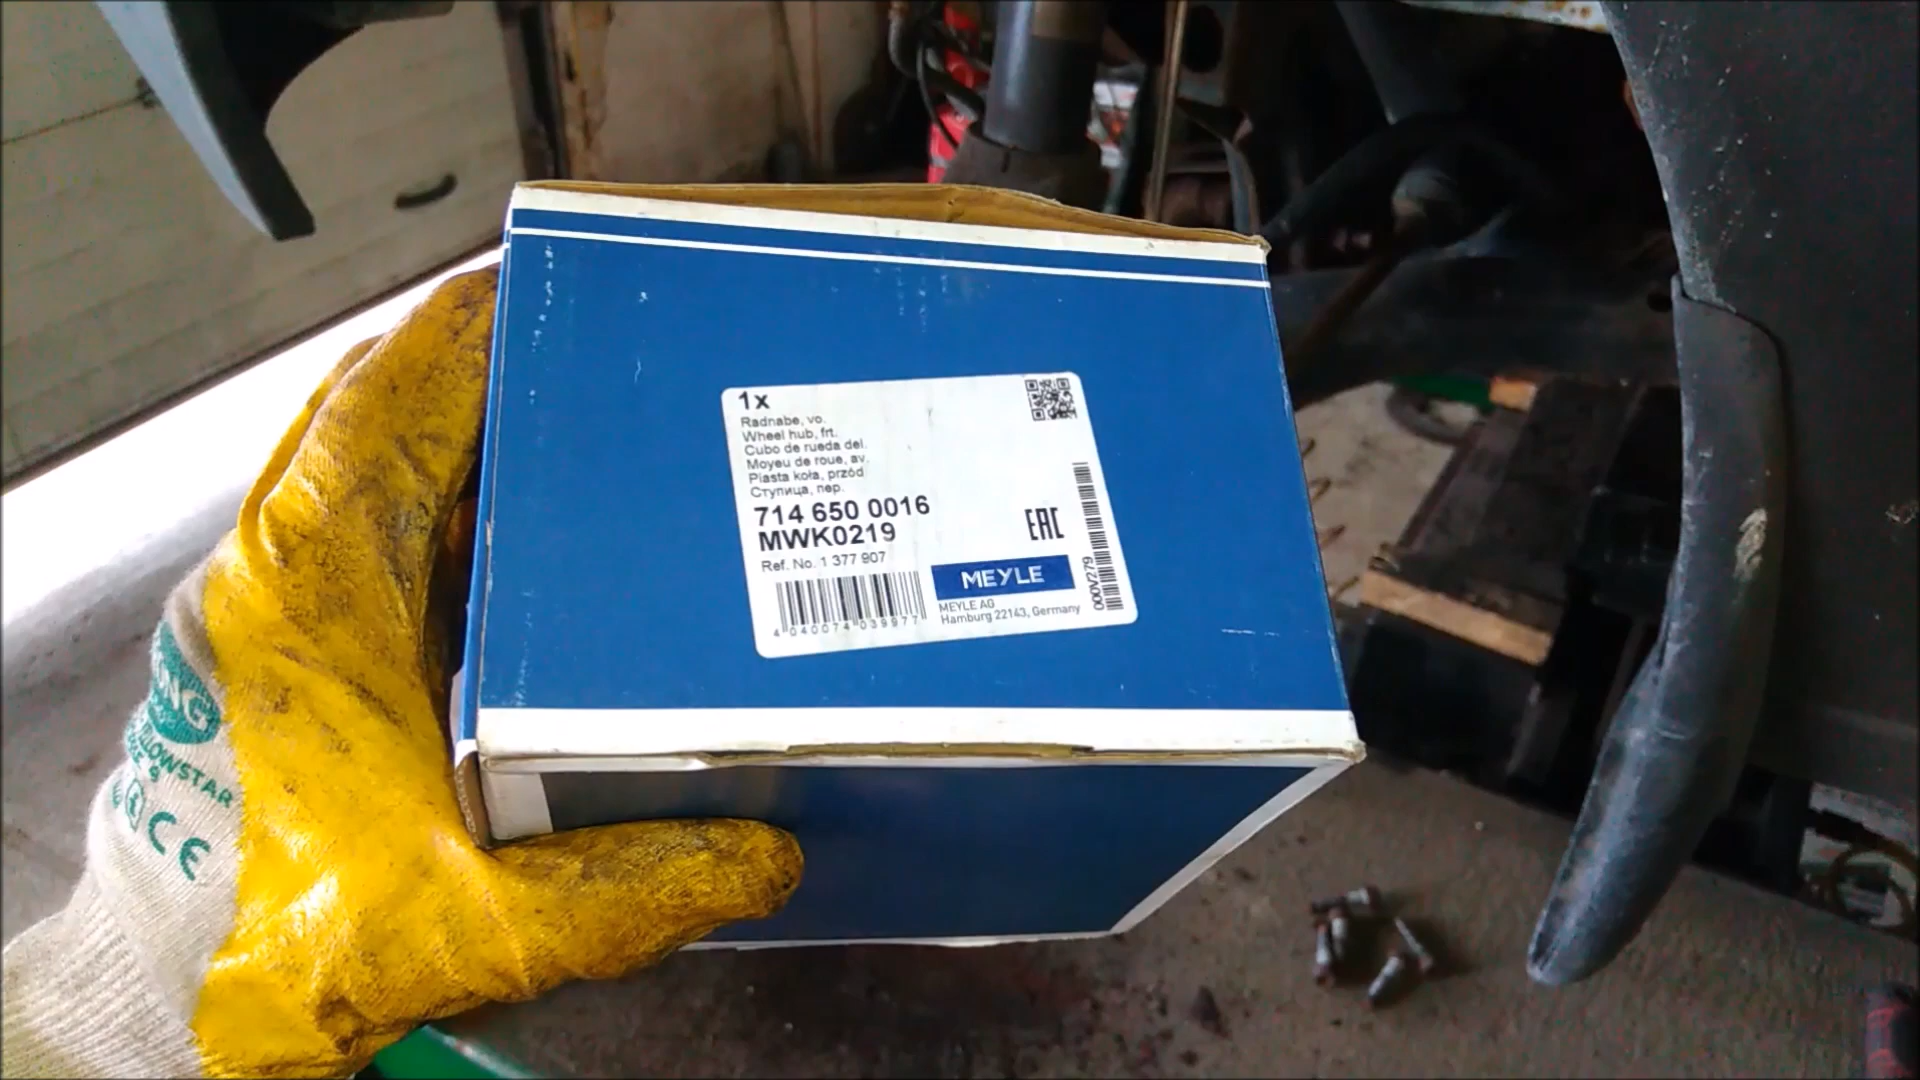 1x
Radnabe, vo.
Wheel hub, frt.
Cubo de rueda del.
Moyeu de roue, av.
Piasta koła, przód
Ступица, пер.
714 650 0016
MWK0219
Ref. No. 1 377 907
4 040074 039977
EAC
MEYLE
MEYLE AG
Hamburg 22143, Germany
000V279
CE